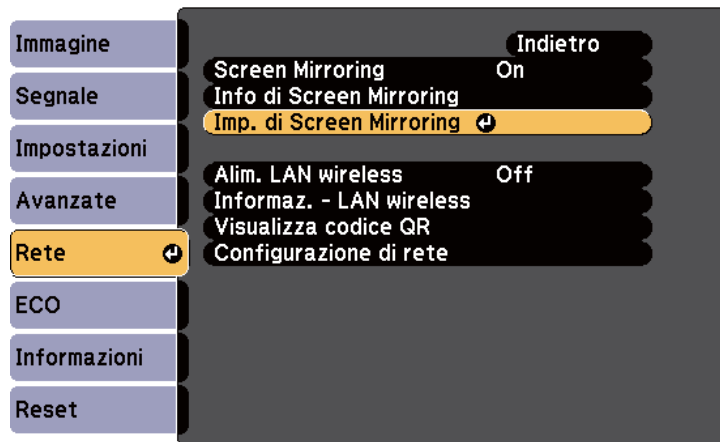 Immagine
Segnale
Impostazioni
Avanzate
Rete
ECO
Informazioni
Reset
Indietro
Screen Mirroring On
Info di Screen Mirroring
Imp. di Screen Mirroring
Alim. LAN wireless Off
Informaz. - LAN wireless
Visualizza codice QR
Configurazione di rete